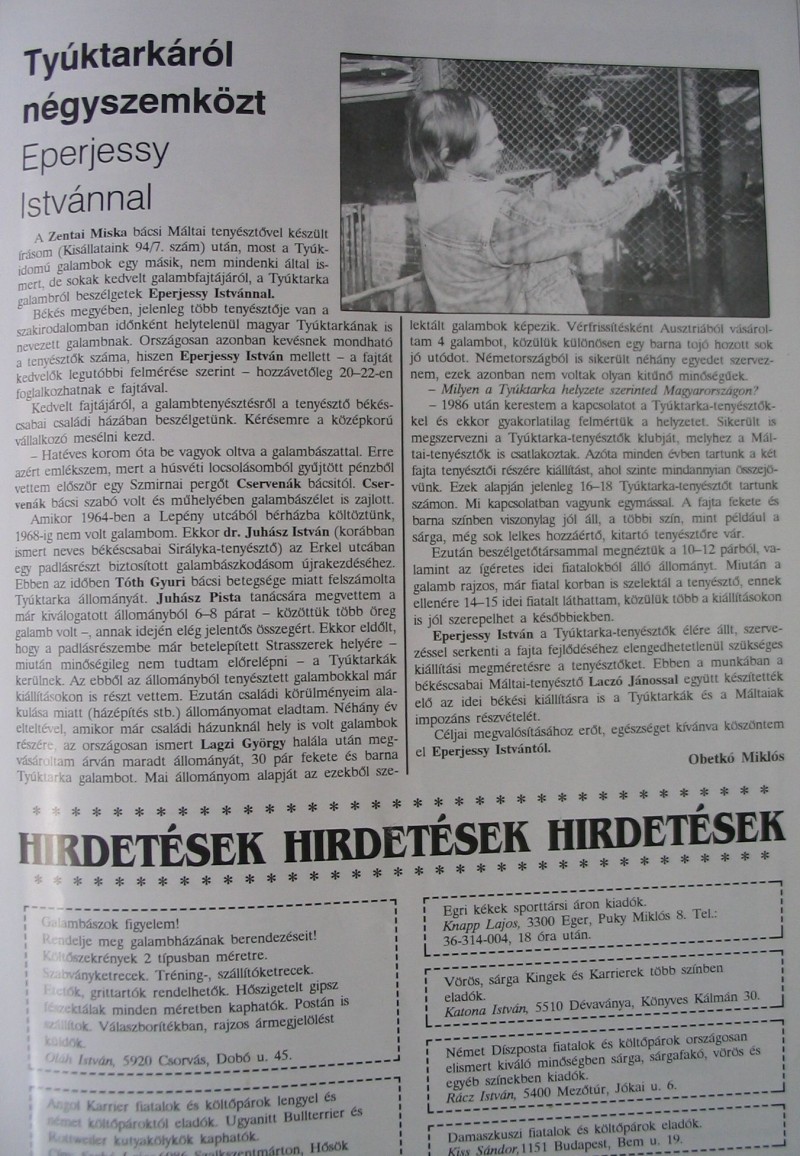 Tyúktarkáról
négyszemközt
Eperjessy
Istvánnal
A Zentai Miska bácsi Máltai tenyésztővel készült
írásom (Kisállataink 94/7. szám) után, most a Tyúk-
idomú galambok egy másik, nem mindenki által is-
mert, de sokak kedvelt galambfajtájáról, a Tyúktarka
galambról beszélgetek Eperjessy Istvánnal.
Békés megyében, jelenleg több tenyésztője van a
szakirodalomban időnként helytelenül magyar Tyúktarkának is
nevezett galambnak. Országosan azonban kevésnek mondható
a tenyésztők száma, hiszen Eperjessy István mellett – a fajtát
kedvelők legutóbbi felmérése szerint – hozzávetőleg 20–22-en
foglalkozhatnak e fajtával.
Kedvelt fajtájáról, a galambtenyésztésről a tenyésztő békés-
csabai családi házában beszélgetünk. Kérésemre a középkorú
vállalkozó mesélni kezd.
– Hatéves korom óta be vagyok oltva a galambászattal. Erre
azért emlékszem, mert a húsvéti locsolásomból gyűjtött pénzből
vettem először egy Szmirnai pergőt Cservenák bácsitól. Cser-
venák bácsi szabó volt és műhelyében galambászélet is zajlott.
Amikor 1964-ben a Lepény utcából bérházba költöztünk,
1968-ig nem volt galambom. Ekkor dr. Juhász István (korábban
ismert neves békéscsabai Sirályka-tenyésztő) az Erkel utcában
egy padlásrészt biztosított galambászkodásom újrakezdéséhez.
Ebben az időben Tóth Gyuri bácsi betegsége miatt felszámolta
Tyúktarka állományát. Juhász Pista tanácsára megvettem a
már kiválogatott állományból 6–8 párat – közöttük több öreg
galamb volt –, annak idején elég jelentős összegért. Ekkor eldőlt,
hogy a padlásrészembe már betelepített Strasszerek helyére –
miután minőségileg nem tudtam előrelépni – a Tyúktarkák
kerülnek. Az ebből az állományból tenyésztett galambokkal már
kiállításokon is részt vettem. Ezután családi körülményeim ala-
kulása miatt (házépítés stb.) állományomat eladtam. Néhány év
elteltével, amikor már családi házunknál hely is volt galambok
részére, az országosan ismert Lagzi György halála után meg-
vásároltam árván maradt állományát, 30 pár fekete és barna
Tyúktarka galambot. Mai állományom alapját az ezekből sze-
lektált galambok képezik. Vérfrissítésként Ausztriából vásárol-
tam 4 galambot, közülük különösen egy barna tojó hozott sok
jó utódot. Németországból is sikerült néhány egyedet szervez-
nem, ezek azonban nem voltak olyan kitűnő minőségűek.
– Milyen a Tyúktarka helyzete szerinted Magyarországon?
– 1986 után kerestem a kapcsolatot a Tyúktarka-tenyésztők-
kel és ekkor gyakorlatilag felmértük a helyzetet. Sikerült is
megszervezni a Tyúktarka-tenyésztők klubját, melyhez a Mál-
tai-tenyésztők is csatlakoztak. Azóta minden évben tartunk a két
fajta tenyésztői részére kiállítást, ahol szinte mindannyian összejö-
vünk. Ezek alapján jelenleg 16–18 Tyúktarka-tenyésztőt tartunk
számon. Mi kapcsolatban vagyunk egymással. A fajta fekete és
barna színben viszonylag jól áll, a többi szín, mint például a
sárga, még sok lelkes hozzáértő, kitartó tenyésztőre vár.
Ezután beszélgetőtársammal megnéztük a 10–12 párból, va-
lamint az ígéretes idei fiatalokból álló állományt. Miután a
galamb rajzos, már fiatal korban is szelektál a tenyésztő, ennek
ellenére 14–15 idei fiatalt láthattam, közülük több a kiállításokon
is jól szerepelhet a későbbiekben.
Eperjessy István a Tyúktarka-tenyésztők élére állt, szerve-
zéssel serkenti a fajta fejlődéséhez elengedhetetlenül szükséges
kiállítási megméretésre a tenyésztőket. Ebben a munkában a
békéscsabai Máltai-tenyésztő Laczó Jánossal együtt készítették
elő az idei békési kiállításra is a Tyúktarkák és a Máltaiak
impozáns részvételét.
Céljai megvalósításához erőt, egészséget kívánva köszöntem
el Eperjessy Istvántól.
Obetkó Miklós
HIRDETÉSEK HIRDETÉSEK HIRDETÉSEK
Galambászok figyelem!
Rendelje meg galambházának berendezéseit!
Költőszekrények 2 típusban méretre.
Szabványketrecek. Tréning-, szállítóketrecek.
Etetők, grittartók rendelhetők. Hőszigetelt gipsz
fészektálak minden méretben kaphatók. Postán is
szállítok. Válaszborítékban, rajzos ármegjelölést
küldök.
Oláh István, 5920 Csorvás, Dobó u. 45.
Angol Karrier fiatalok és költőpárok lengyel és
német költőpároktól eladók. Ugyanitt Bullterrier és
Rottweiler kutyakölykök kaphatók.
Szalkszentmárton, Hősök
Egri kékek sporttársi áron kiadók.
Knapp Lajos, 3300 Eger, Puky Miklós 8. Tel.:
36-314-004, 18 óra után.
Vörös, sárga Kingek és Karrierek több színben
eladók.
Katona István, 5510 Dévaványa, Könyves Kálmán 30.
Német Díszposta fiatalok és költőpárok országosan
elismert kiváló minőségben sárga, sárgafakó, vörös és
egyéb színekben kiadók.
Rácz István, 5400 Mezőtúr, Jókai u. 6.
Damaszkuszi fiatalok és költőpárok eladók.
Kiss Sándor, 1151 Budapest, Bem u. 19.